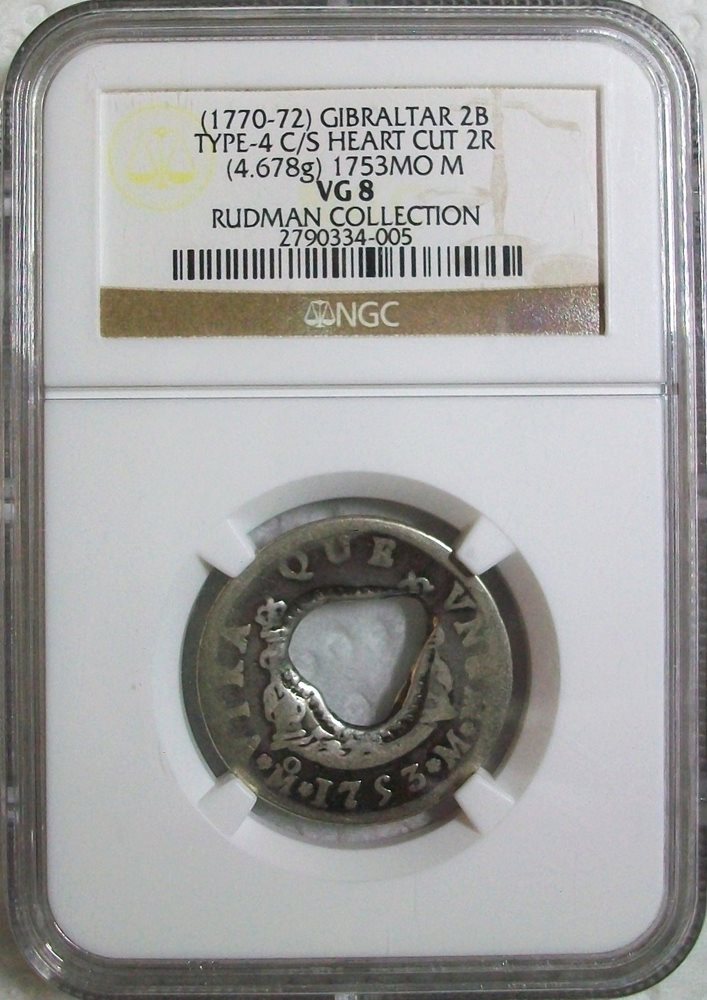 (1770-72) GIBRALTAR 2B
TYPE-4 C/S HEART CUT 2R
(4.678g) 1753MO M
VG 8
RUDMAN COLLECTION
2790334-005
NGC
QUE VN
M 1753 M